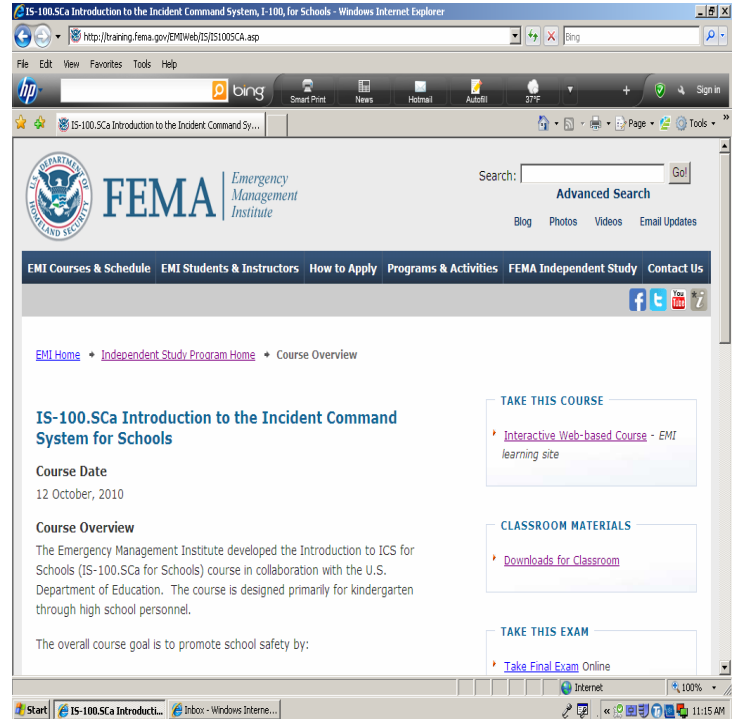 IS-100.SCa Introduction to the Incident Command System, I-100, for Schools - Windows Internet Explorer
http://training.fema.gov/EMIWeb/IS/IS100SCA.asp
Bing
File Edit View Favorites Tools Help
hp
bing
Smart Print
News
Hotmail
Autofill
37°F
Sign in
IS-100.SCa Introduction to the Incident Command Sy...
Page
Tools
U.S. DEPARTMENT OF HOMELAND SECURITY
FEMA
Emergency
Management
Institute
Search:
Go!
Advanced Search
Blog Photos Videos Email Updates
EMI Courses & Schedule EMI Students & Instructors How to Apply Programs & Activities FEMA Independent Study Contact Us
You
Tube
EMI Home Independent Study Program Home Course Overview
IS-100.SCa Introduction to the Incident Command
System for Schools
Course Date
12 October, 2010
Course Overview
The Emergency Management Institute developed the Introduction to ICS for
Schools (IS-100.SCa for Schools) course in collaboration with the U.S.
Department of Education. The course is designed primarily for kindergarten
through high school personnel.
The overall course goal is to promote school safety by:
TAKE THIS COURSE
Interactive Web-based Course - EMI
learning site
CLASSROOM MATERIALS
Downloads for Classroom
TAKE THIS EXAM
Take Final Exam Online
Internet
100%
Start
IS-100.SCa Introducti...
Inbox - Windows Interne...
11:15 AM